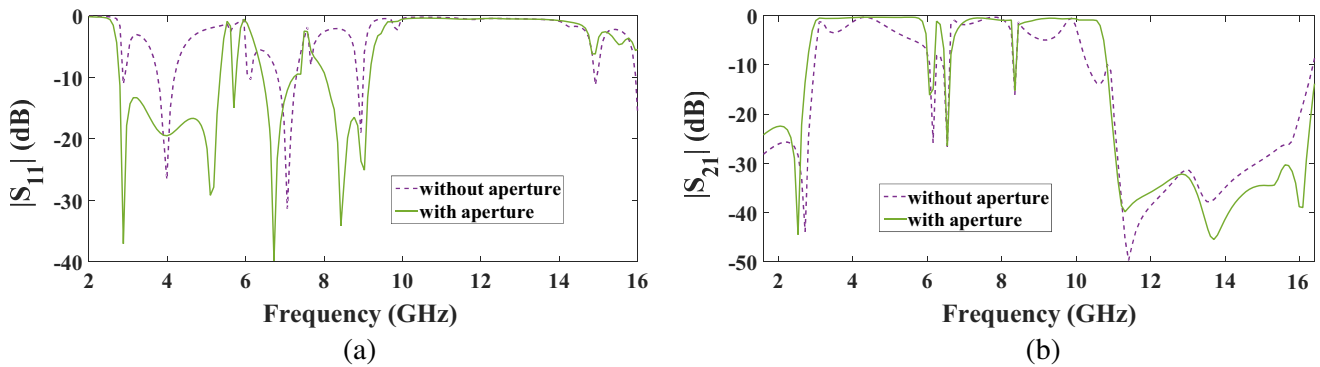 0
-10
-20
-30
-40
|S11| (dB)
without aperture
with aperture
2 4 6 8 10 12 14 16
Frequency (GHz)
(a)
0
-10
-20
-30
-40
-50
|S21| (dB)
without aperture
with aperture
2 4 6 8 10 12 14 16
Frequency (GHz)
(b)